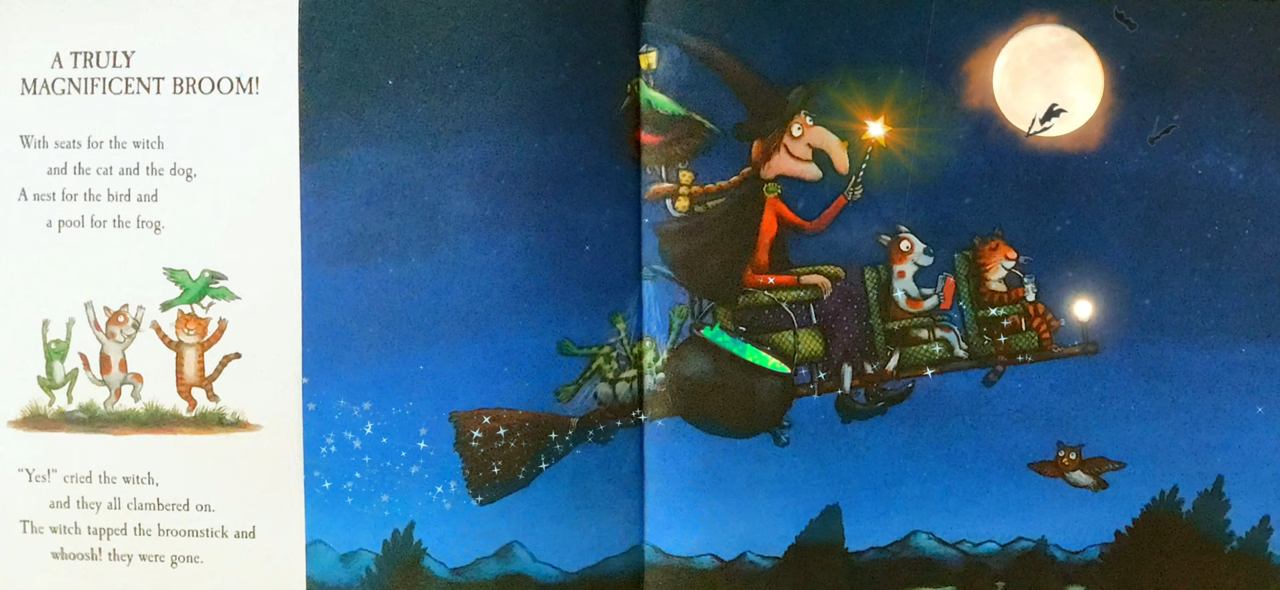 A TRULY
MAGNIFICENT BROOM!
With seats for the witch
and the cat and the dog,
A nest for the bird and
a pool for the frog.
"Yes!" cried the witch,
and they all clambered on.
The witch tapped the broomstick and
whoosh! they were gone.